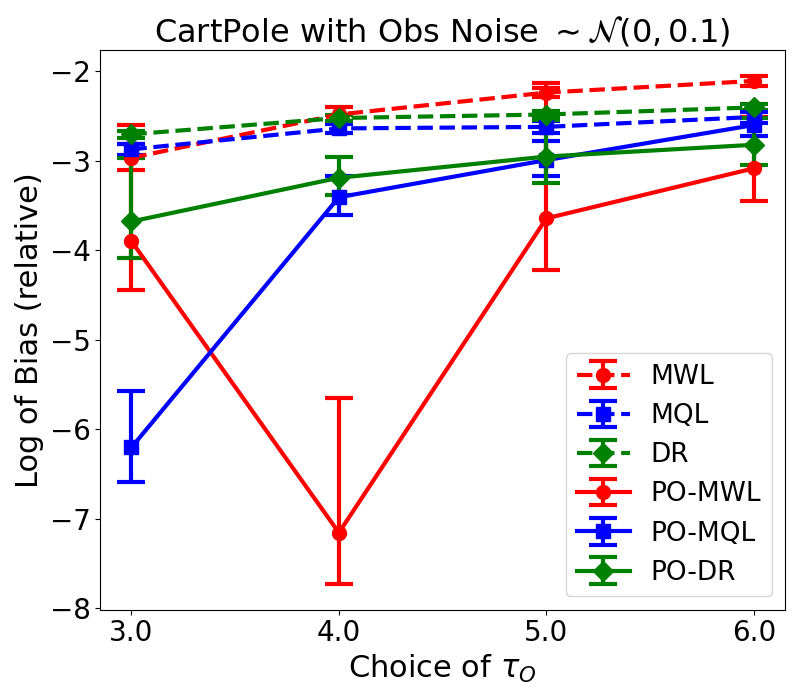 CartPole with Obs Noise ∼ 𝒩(0, 0.1)
Log of Bias (relative)
−2
−3
−4
−5
−6
−7
−8
MWL
MQL
DR
PO-MWL
PO-MQL
PO-DR
3.0 4.0 5.0 6.0
Choice of τ_O